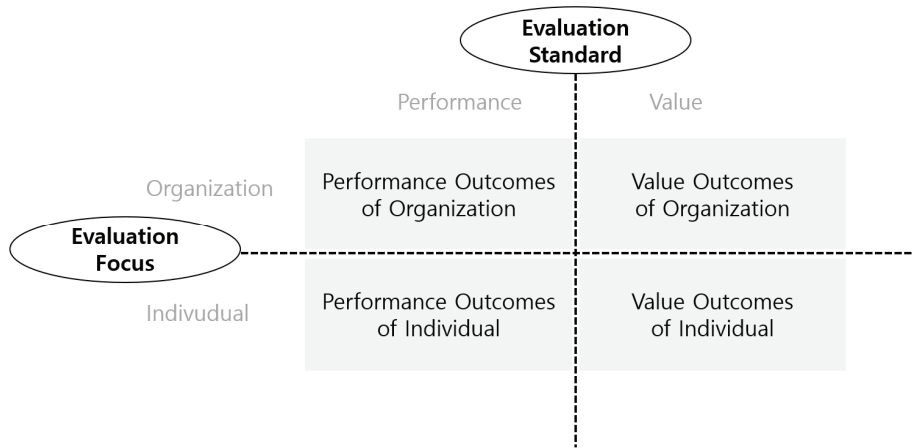 Evaluation
Standard
Performance
Value
Organization
Performance Outcomes
of Organization
Value Outcomes
of Organization
Evaluation
Focus
Indivudual
Performance Outcomes
of Individual
Value Outcomes
of Individual